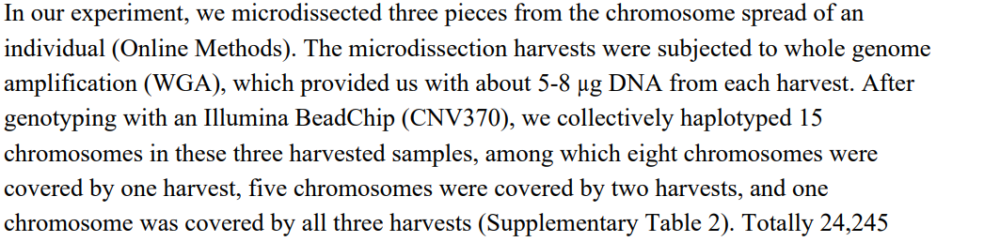 In our experiment, we microdissected three pieces from the chromosome spread of an
individual (Online Methods). The microdissection harvests were subjected to whole genome
amplification (WGA), which provided us with about 5-8 μg DNA from each harvest. After
genotyping with an Illumina BeadChip (CNV370), we collectively haplotyped 15
chromosomes in these three harvested samples, among which eight chromosomes were
covered by one harvest, five chromosomes were covered by two harvests, and one
chromosome was covered by all three harvests (Supplementary Table 2). Totally 24,245